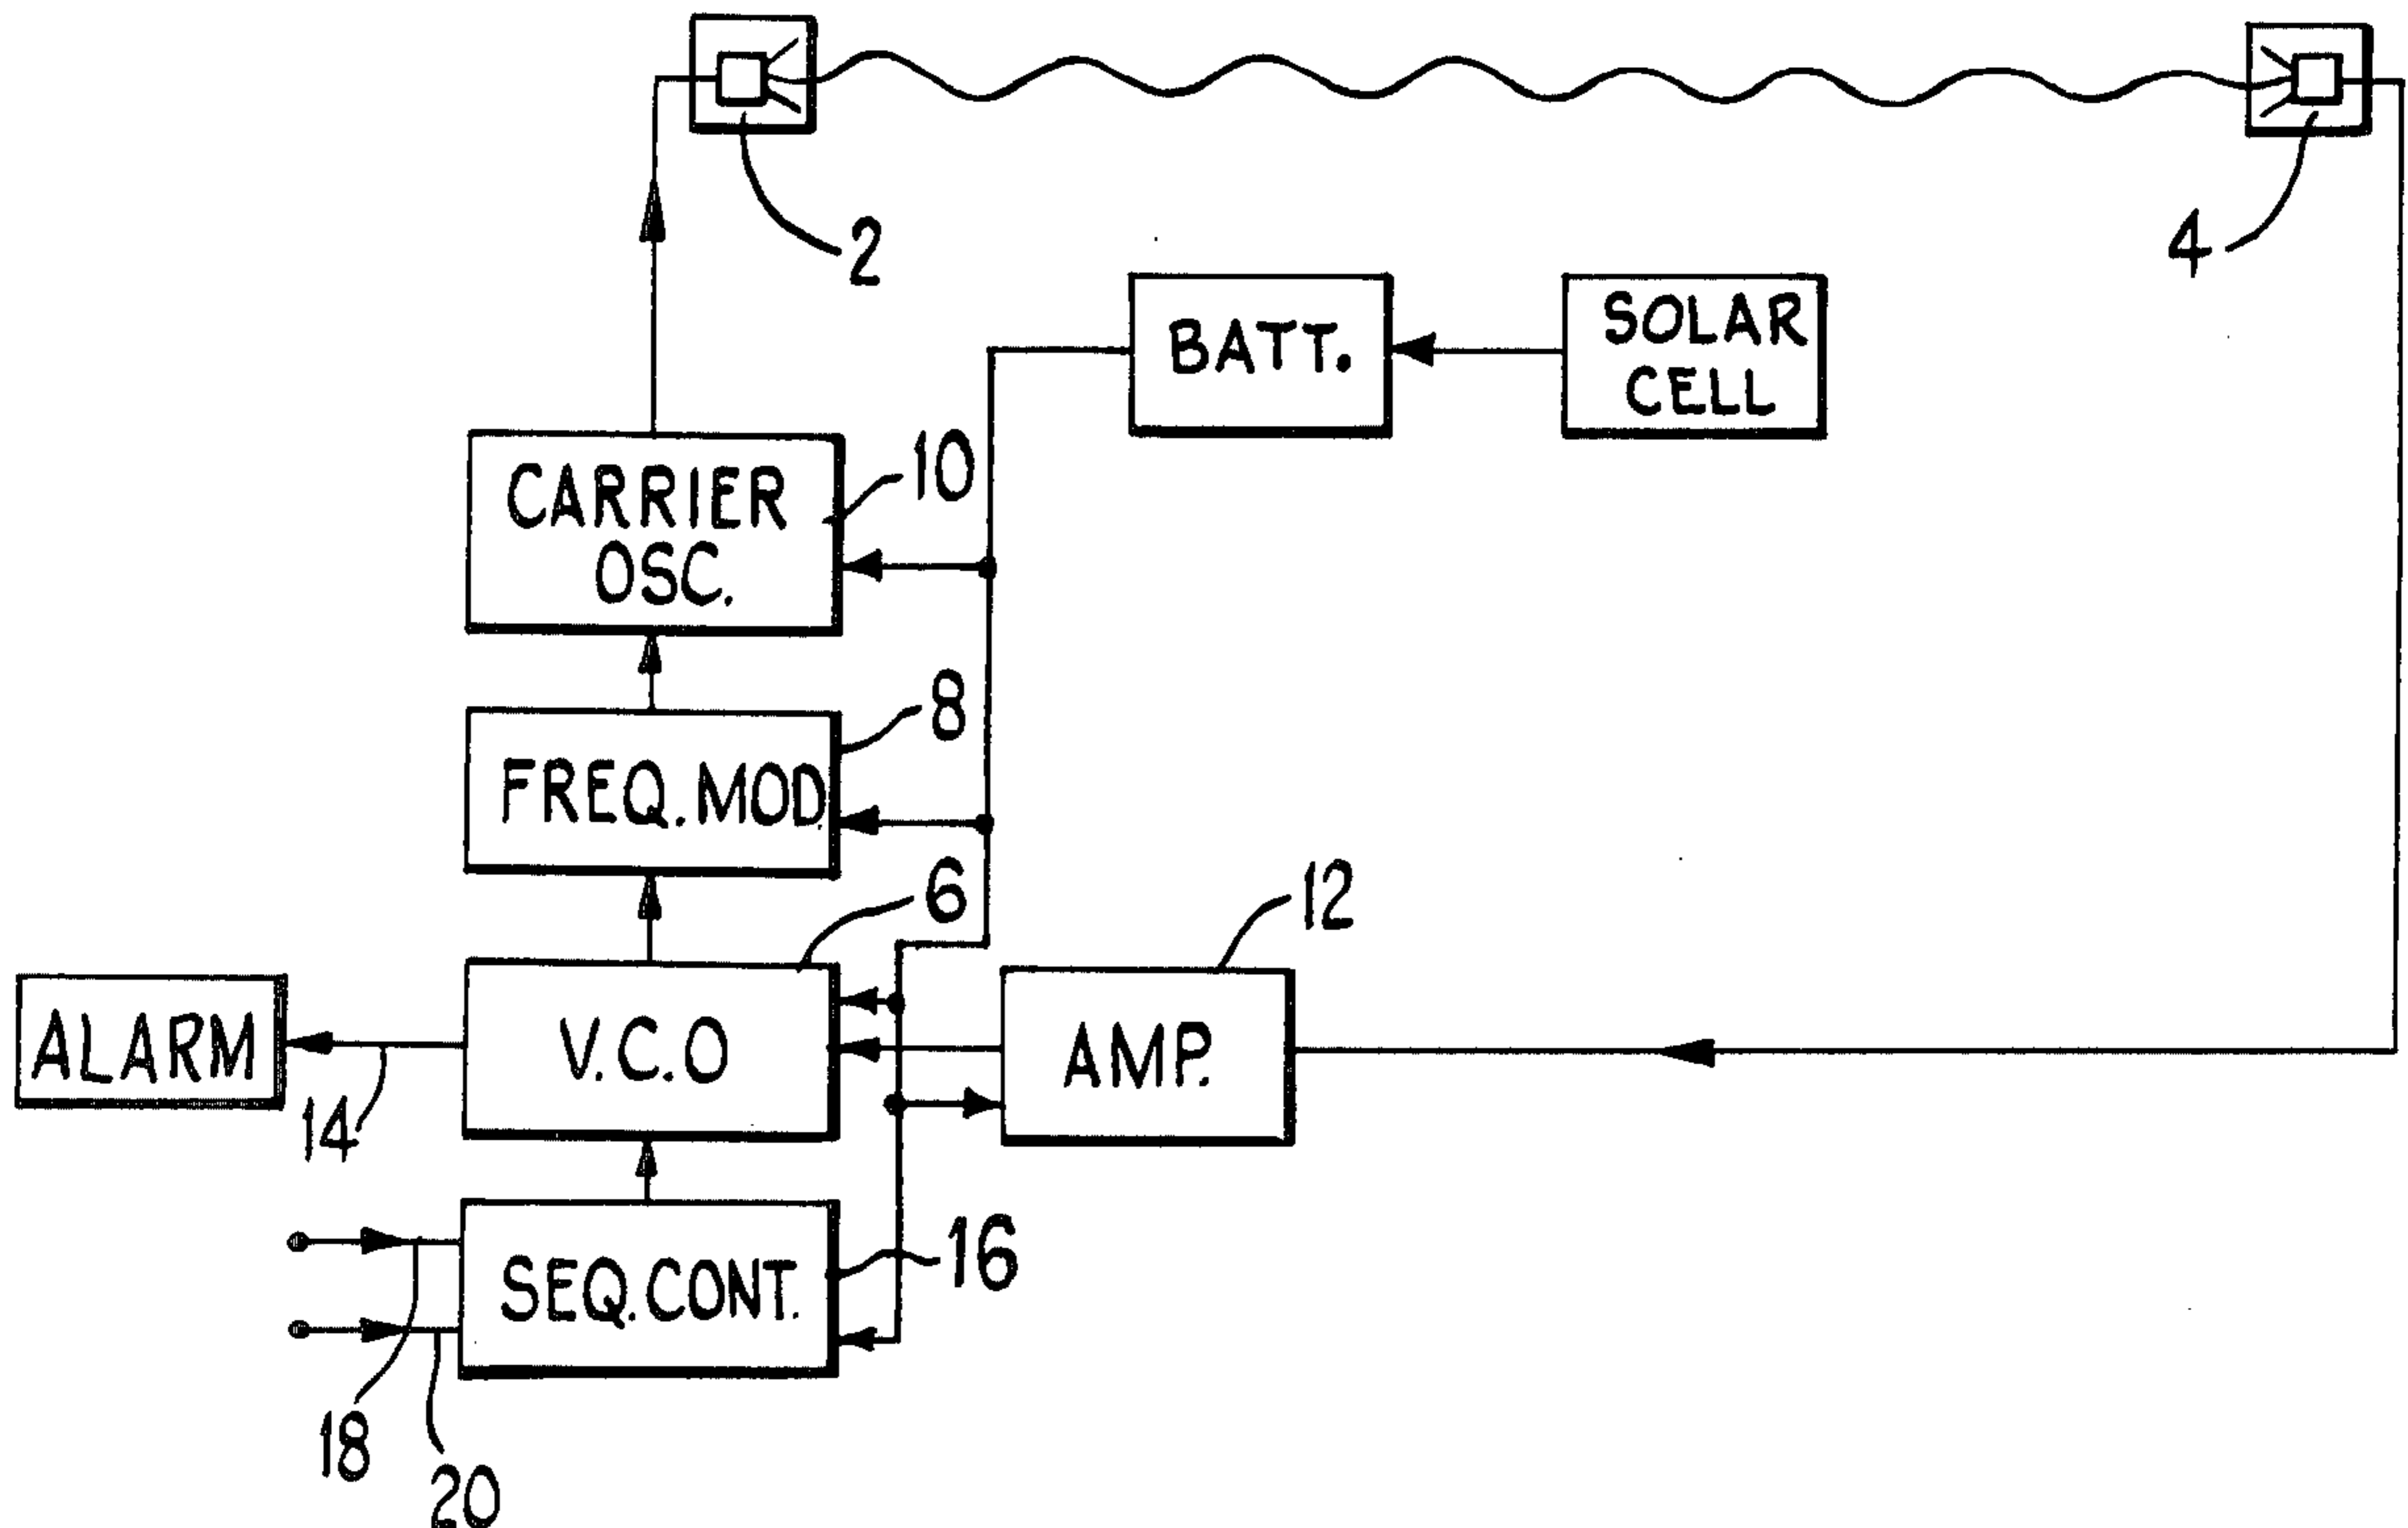 2
4
BATT.
SOLAR
CELL
CARRIER
OSC.
10
FREQ. MOD.
8
6
12
ALARM
V.C.O
AMP.
14
SEQ. CONT.
16
18
20